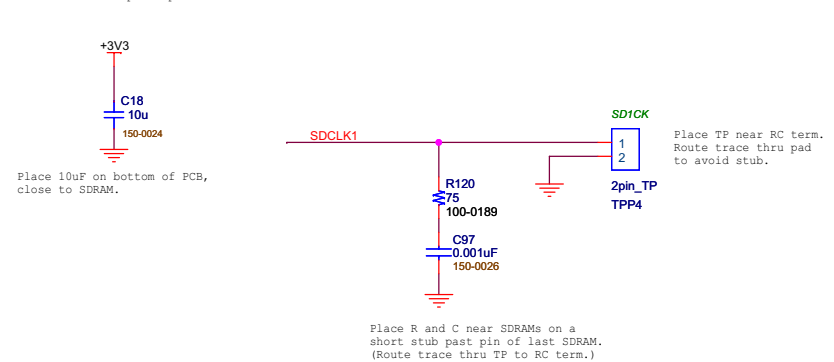 +3V3
C18
10u
150-0024
Place 10uF on bottom of PCB,
close to SDRAM.
SDCLK1
R120
75
100-0189
C97
0.001uF
150-0026
Place R and C near SDRAMs on a
short stub past pin of last SDRAM.
(Route trace thru TP to RC term.)
SD1CK
1
2
2pin_TP
TPP4
Place TP near RC term.
Route trace thru pad
to avoid stub.